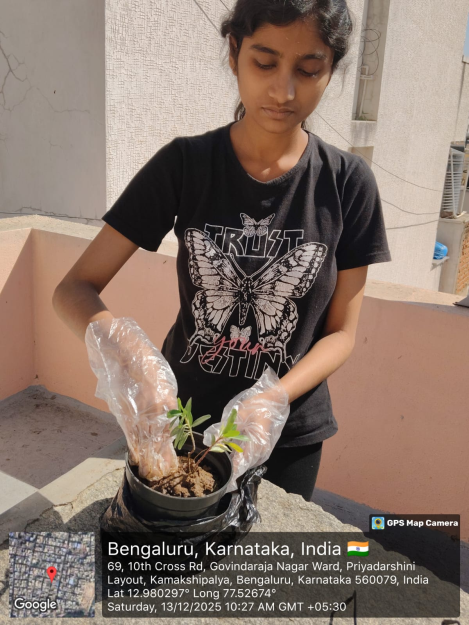 TRUST
your
DESTINY
GPS Map Camera
Bengaluru, Karnataka, India
69, 10th Cross Rd, Govindaraja Nagar Ward, Priyadarshini
Layout, Kamakshipalya, Bengaluru, Karnataka 560079, India
Lat 12.980297° Long 77.52674°
Saturday, 13/12/2025 10:27 AM GMT +05:30
Google